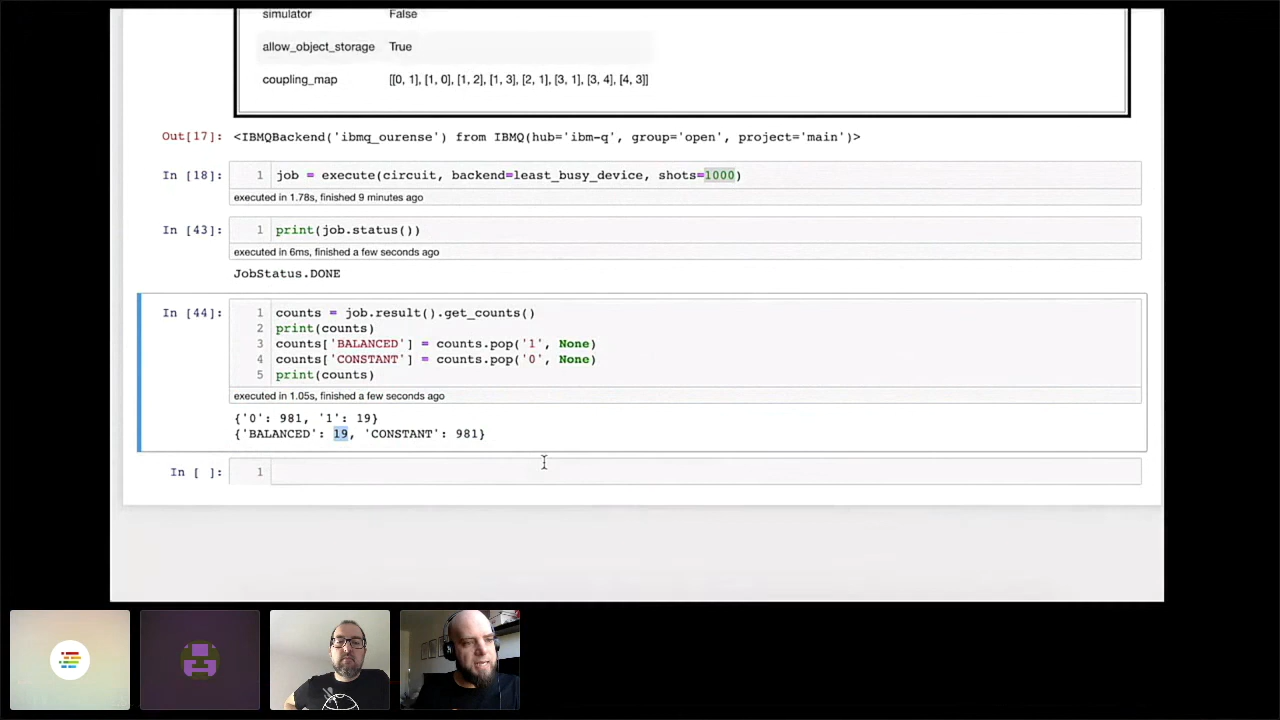 simulator False
allow_object_storage True
coupling_map [[0, 1], [1, 0], [1, 2], [1, 3], [2, 1], [3, 1], [3, 4], [4, 3]]
Out[17]: <IBMQBackend('ibmq_ourense') from IBMQ(hub='ibm-q', group='open', project='main')>
In [18]: 1 job = execute(circuit, backend=least_busy_device, shots=1000)
executed in 1.78s, finished 9 minutes ago
In [43]: 1 print(job.status())
executed in 6ms, finished a few seconds ago
JobStatus.DONE
In [44]: 1 counts = job.result().get_counts()
2 print(counts)
3 counts['BALANCED'] = counts.pop('1', None)
4 counts['CONSTANT'] = counts.pop('0', None)
5 print(counts)
executed in 1.05s, finished a few seconds ago
{'0': 981, '1': 19}
{'BALANCED': 19, 'CONSTANT': 981}
In [ ]: 1